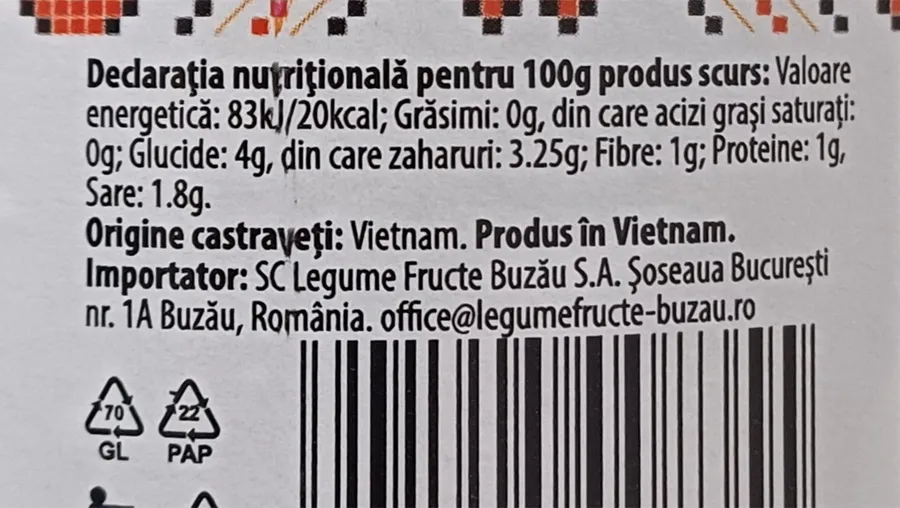 Declaraţia nutriţională pentru 100g produs scurs: Valoare
energetică: 83kJ/20kcal; Grăsimi: 0g, din care acizi graşi saturaţi:
0g; Glucide: 4g, din care zaharuri: 3.25g; Fibre: 1g; Proteine: 1g,
Sare: 1.8g.
Origine castraveţi: Vietnam. Produs în Vietnam.
Importator: SC Legume Fructe Buzău S.A. Şoseaua Bucureşti
nr. 1A Buzău, România. office@legumefructe-buzau.ro
70 22
GL PAP